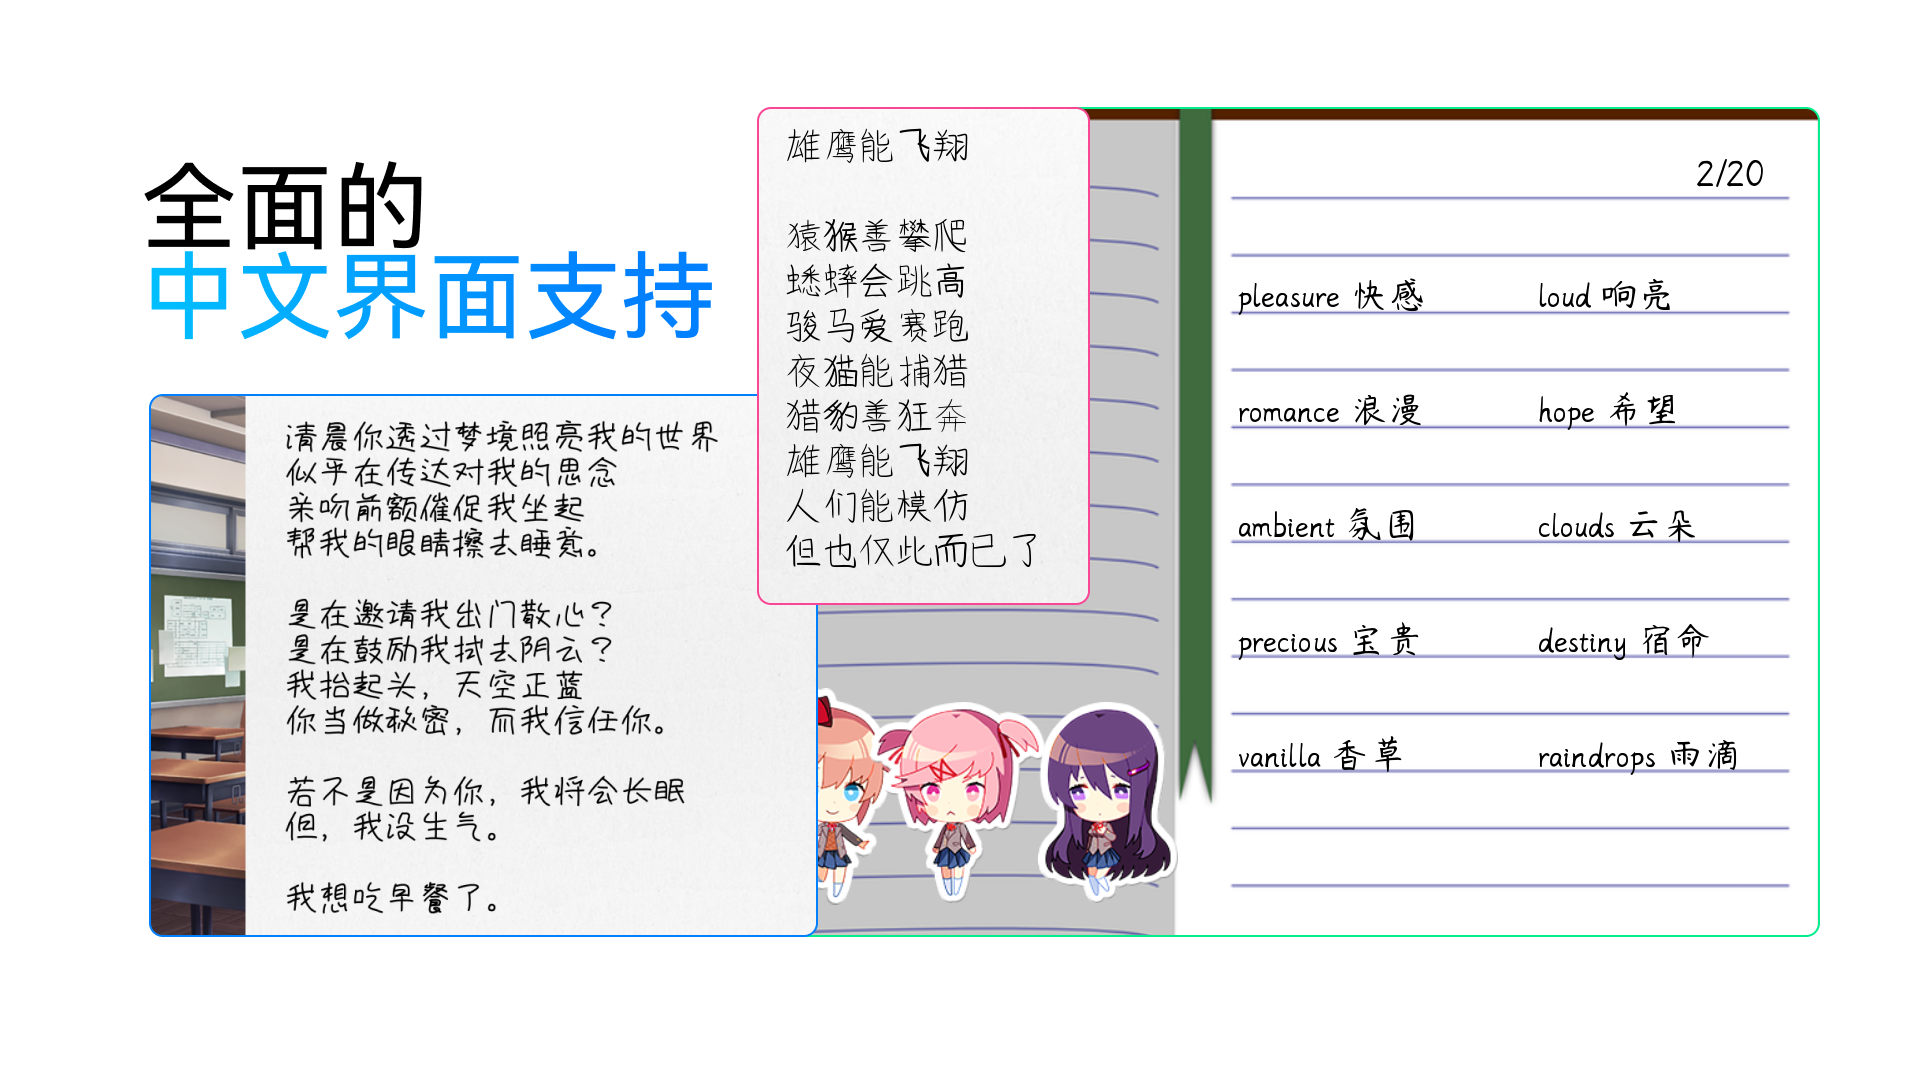 全面的
中文界面支持
清晨你透过梦境照亮我的世界
似乎在传达对我的思念
亲吻前额催促我坐起
帮我的眼睛擦去睡意。
是在邀请我出门散心？
是在鼓励我拭去阴云？
我抬起头，天空正蓝
你当做秘密，而我信任你。
若不是因为你，我将会长眠
但，我没生气。
我想吃早餐了。
雄鹰能飞翔
猿猴善攀爬
蟋蟀会跳高
骏马爱赛跑
夜猫能捕猎
猎豹善狂奔
雄鹰能飞翔
人们能模仿
但也仅此而已了
2/20
pleasure 快感 loud 响亮
romance 浪漫 hope 希望
ambient 氛围 clouds 云朵
precious 宝贵 destiny 宿命
vanilla 香草 raindrops 雨滴